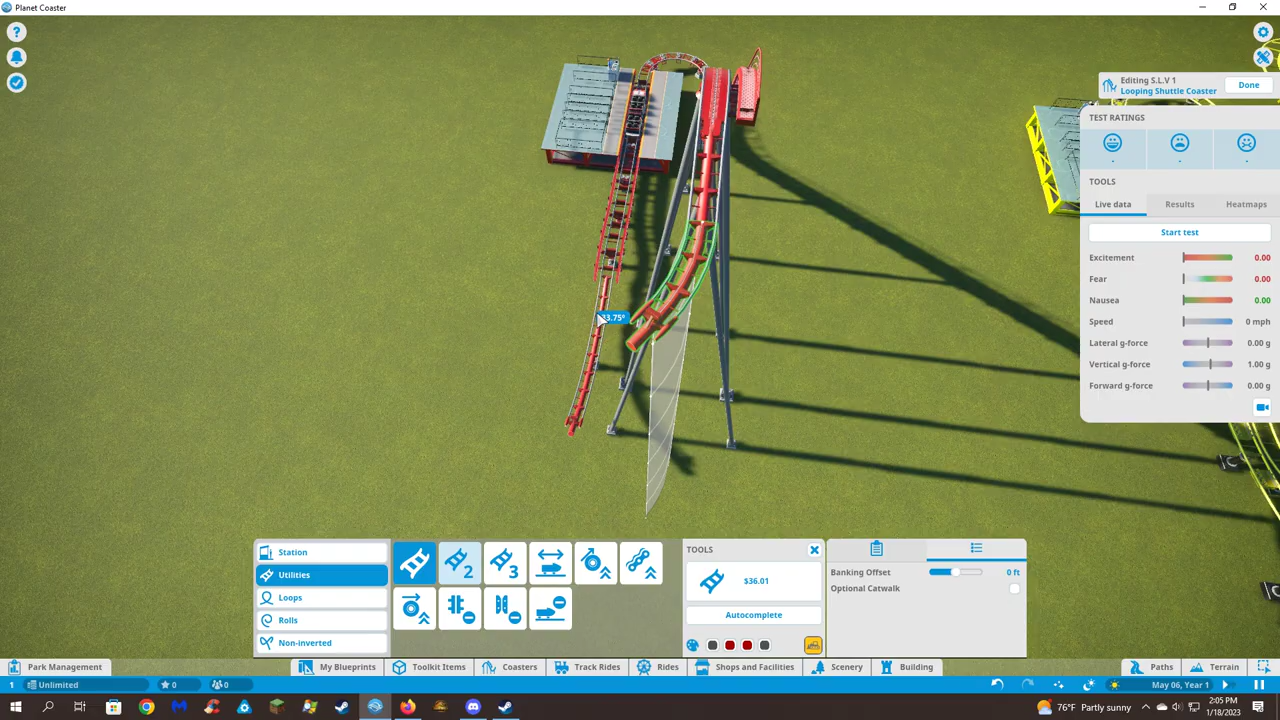 Planet Coaster
Editing S.L.V 1
Looping Shuttle Coaster
Done
TEST RATINGS
- - -
TOOLS
Live data Results Heatmaps
Start test
Excitement 0.00
Fear 0.00
Nausea 0.00
Speed 0 mph
Lateral g-force 0.00 g
Vertical g-force 1.00 g
Forward g-force 0.00 g
Station
Utilities
Loops
Rolls
Non-inverted
2
3
TOOLS
$36.01
Autocomplete
Banking Offset 0 ft
Optional Catwalk
Park Management My Blueprints Toolkit Items Coasters Track Rides Rides Shops and Facilities Scenery Building Paths Terrain
1 Unlimited 0 0 May 06, Year 1
76°F Partly sunny
2:05 PM
1/18/2023